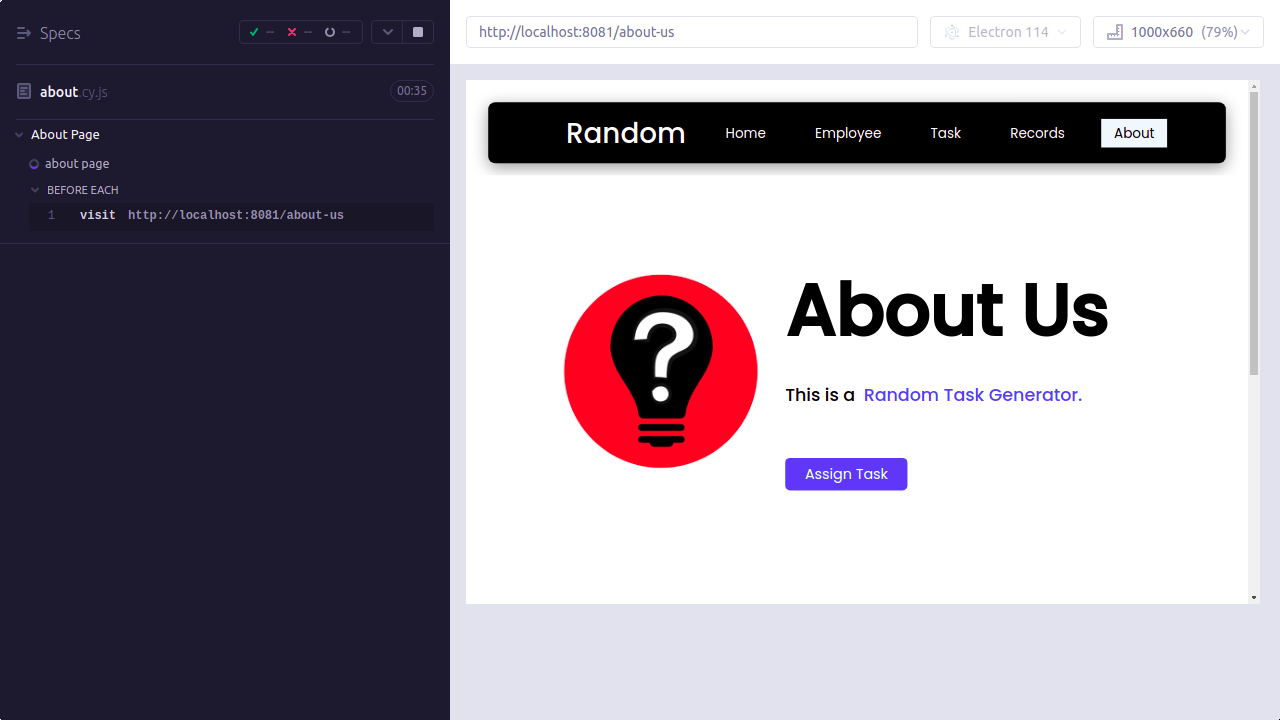 Specs
-- -- --
about.cy.js
00:35
About Page
about page
BEFORE EACH
1 visit http://localhost:8081/about-us
http://localhost:8081/about-us
Electron 114
1000x660 (79%)
Random
Home
Employee
Task
Records
About
?
About Us
This is a Random Task Generator.
Assign Task